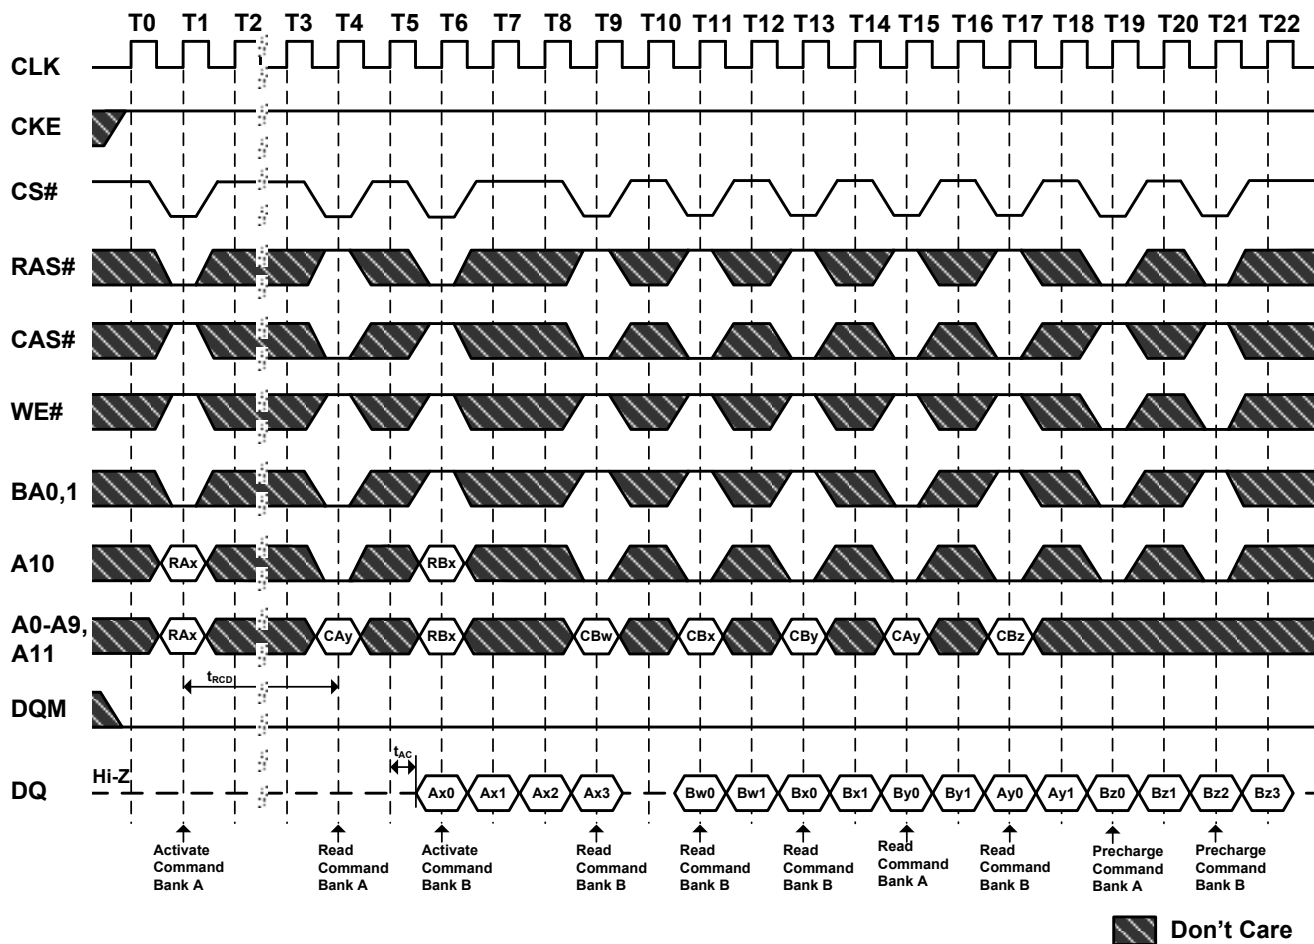 T0 T1 T2 T3 T4 T5 T6 T7 T8 T9 T10 T11 T12 T13 T14 T15 T16 T17 T18 T19 T20 T21 T22
CLK
CKE
CS#
RAS#
CAS#
WE#
BA0,1
A10
RAx RBx
A0-A9,
A11
RAx CAy RBx CBw CBx CBy CAy CBz
tRCD
DQM
tAC
Hi-Z
DQ
Ax0 Ax1 Ax2 Ax3 Bw0 Bw1 Bx0 Bx1 By0 By1 Ay0 Ay1 Bz0 Bz1 Bz2 Bz3
Activate
Command
Bank A
Read
Command
Bank A
Activate
Command
Bank B
Read
Command
Bank B
Read
Command
Bank B
Read
Command
Bank B
Read
Command
Bank A
Read
Command
Bank B
Precharge
Command
Bank A
Precharge
Command
Bank B
Don't Care